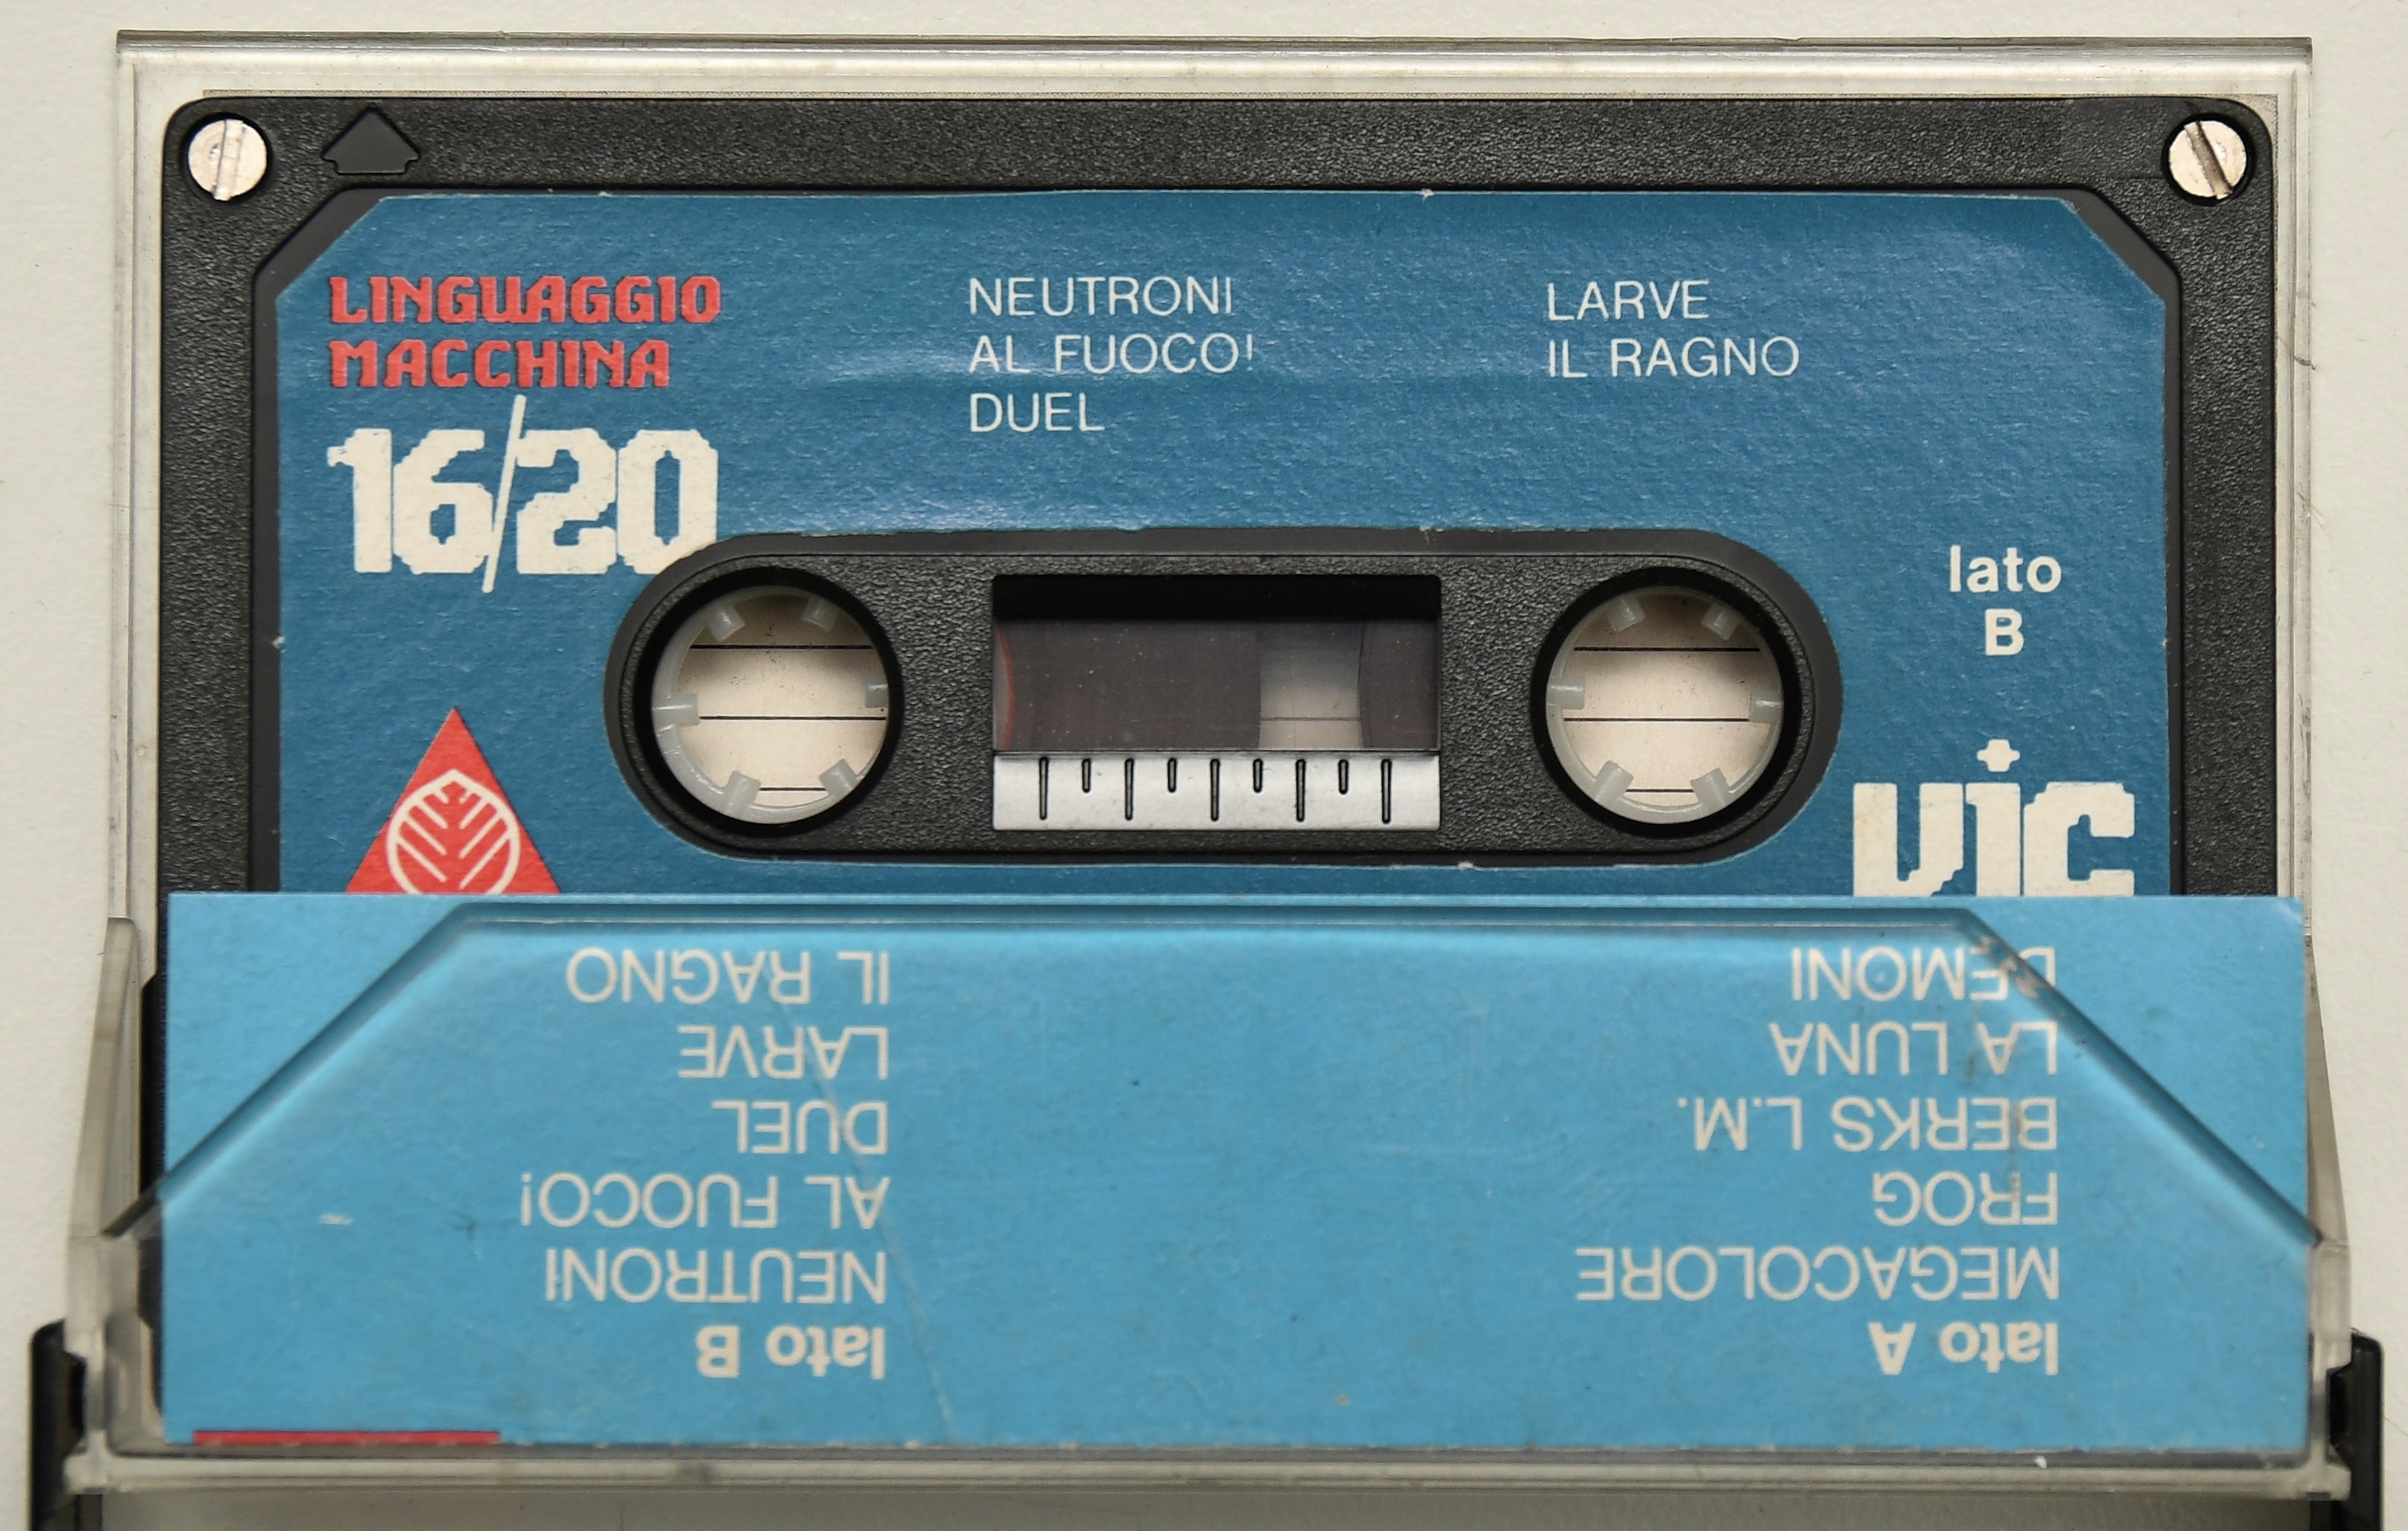 LINGUAGGIO
MACCHINA
16/20
NEUTRONI
AL FUOCO!
DUEL
LARVE
IL RAGNO
lato
B
vic
lato A
MEGACOLORE
FROG
BERKS L.M.
LA LUNA
DEMONI
lato B
NEUTRONI
AL FUOCO!
DUEL
LARVE
IL RAGNO